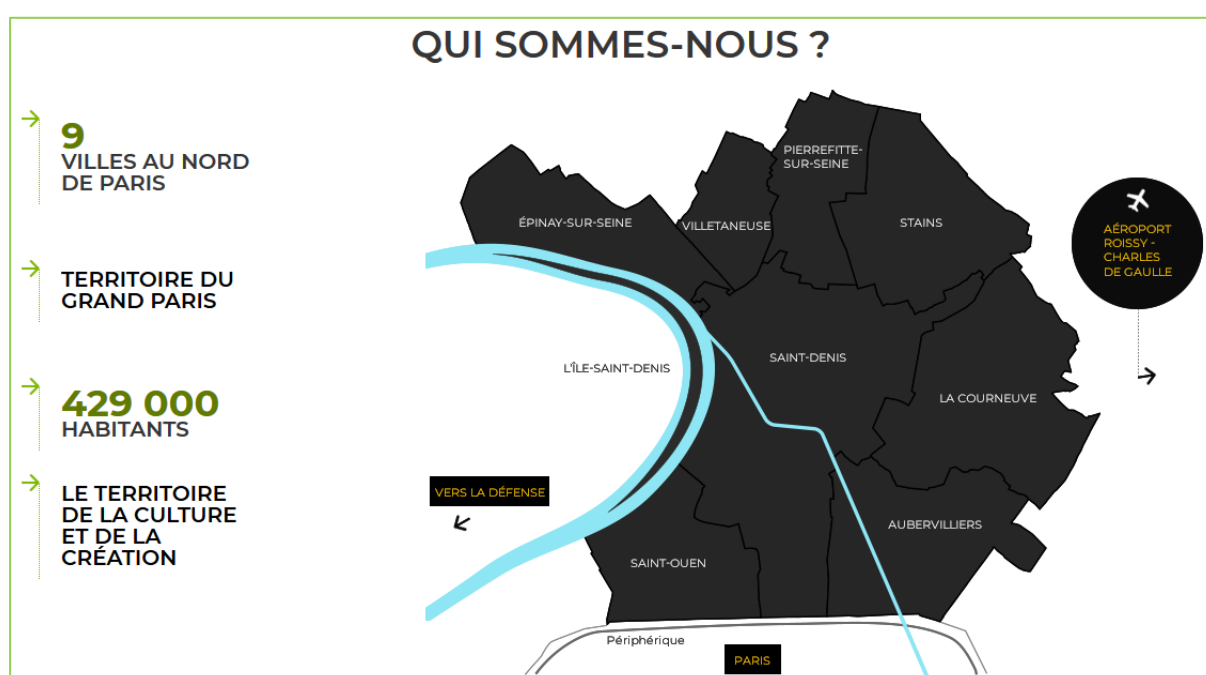 QUI SOMMES-NOUS ?
9
VILLES AU NORD
DE PARIS
TERRITOIRE DU
GRAND PARIS
429 000
HABITANTS
LE TERRITOIRE
DE LA CULTURE
ET DE LA
CRÉATION
PIERREFITTE-
SUR-SEINE
ÉPINAY-SUR-SEINE
VILLETANEUSE
STAINS
AÉROPORT
ROISSY -
CHARLES
DE GAULLE
L'ÎLE-SAINT-DENIS
SAINT-DENIS
LA COURNEUVE
VERS LA DÉFENSE
AUBERVILLIERS
SAINT-OUEN
Périphérique
PARIS